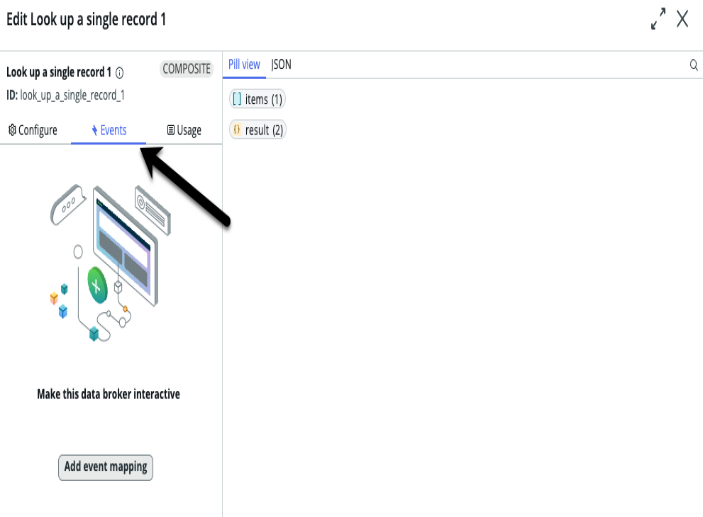 Edit Look up a single record 1
Look up a single record 1
COMPOSITE
ID: look_up_a_single_record_1
Configure
Events
Usage
Make this data broker interactive
Add event mapping
Pill view
JSON
items (1)
result (2)